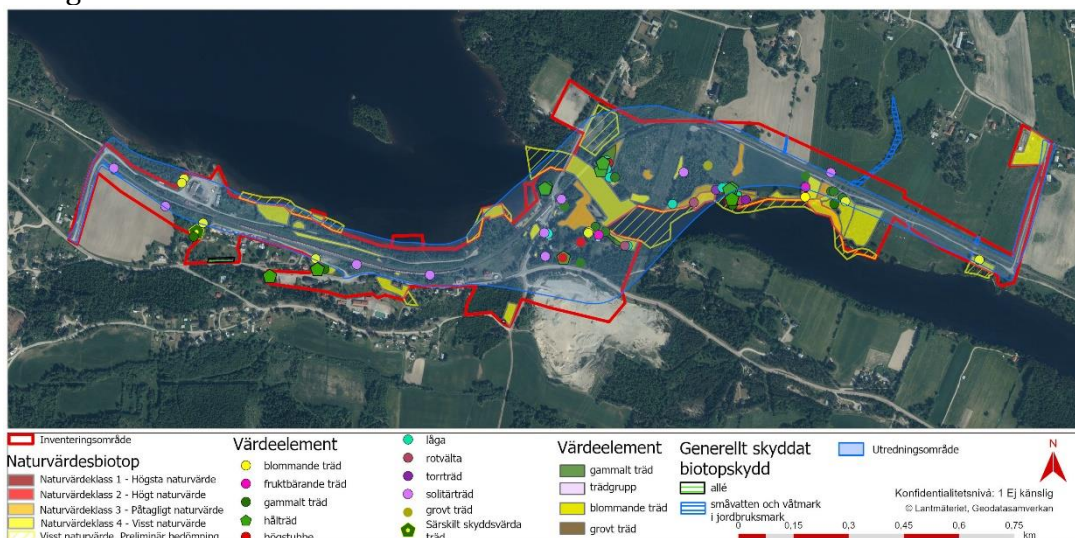 Inventeringsområde
Naturvärdesbiotop
Naturvärdeklass 1 - Högsta naturvärde
Naturvärdeklass 2 - Högt naturvärde
Naturvärdeklass 3 - Påtagligt naturvärde
Naturvärdeklass 4 - Visst naturvärde
Visst naturvärde, Preliminär bedömning
Värdeelement
blommande träd
fruktbärande träd
gammalt träd
hålträd
högstubbe
låga
rotvälta
torrträd
solitärträd
grovt träd
Särskilt skyddsvärda
träd
Värdeelement
gammalt träd
trädgrupp
blommande träd
grovt träd
Generellt skyddat
biotopskydd
allé
småvatten och våtmark
i jordbruksmark
Utredningsområde
N
Konfidentialitetsnivå: 1 Ej känslig
© Lantmäteriet, Geodatasamverkan
0 0,15 0,3 0,45 0,6 0,75
km